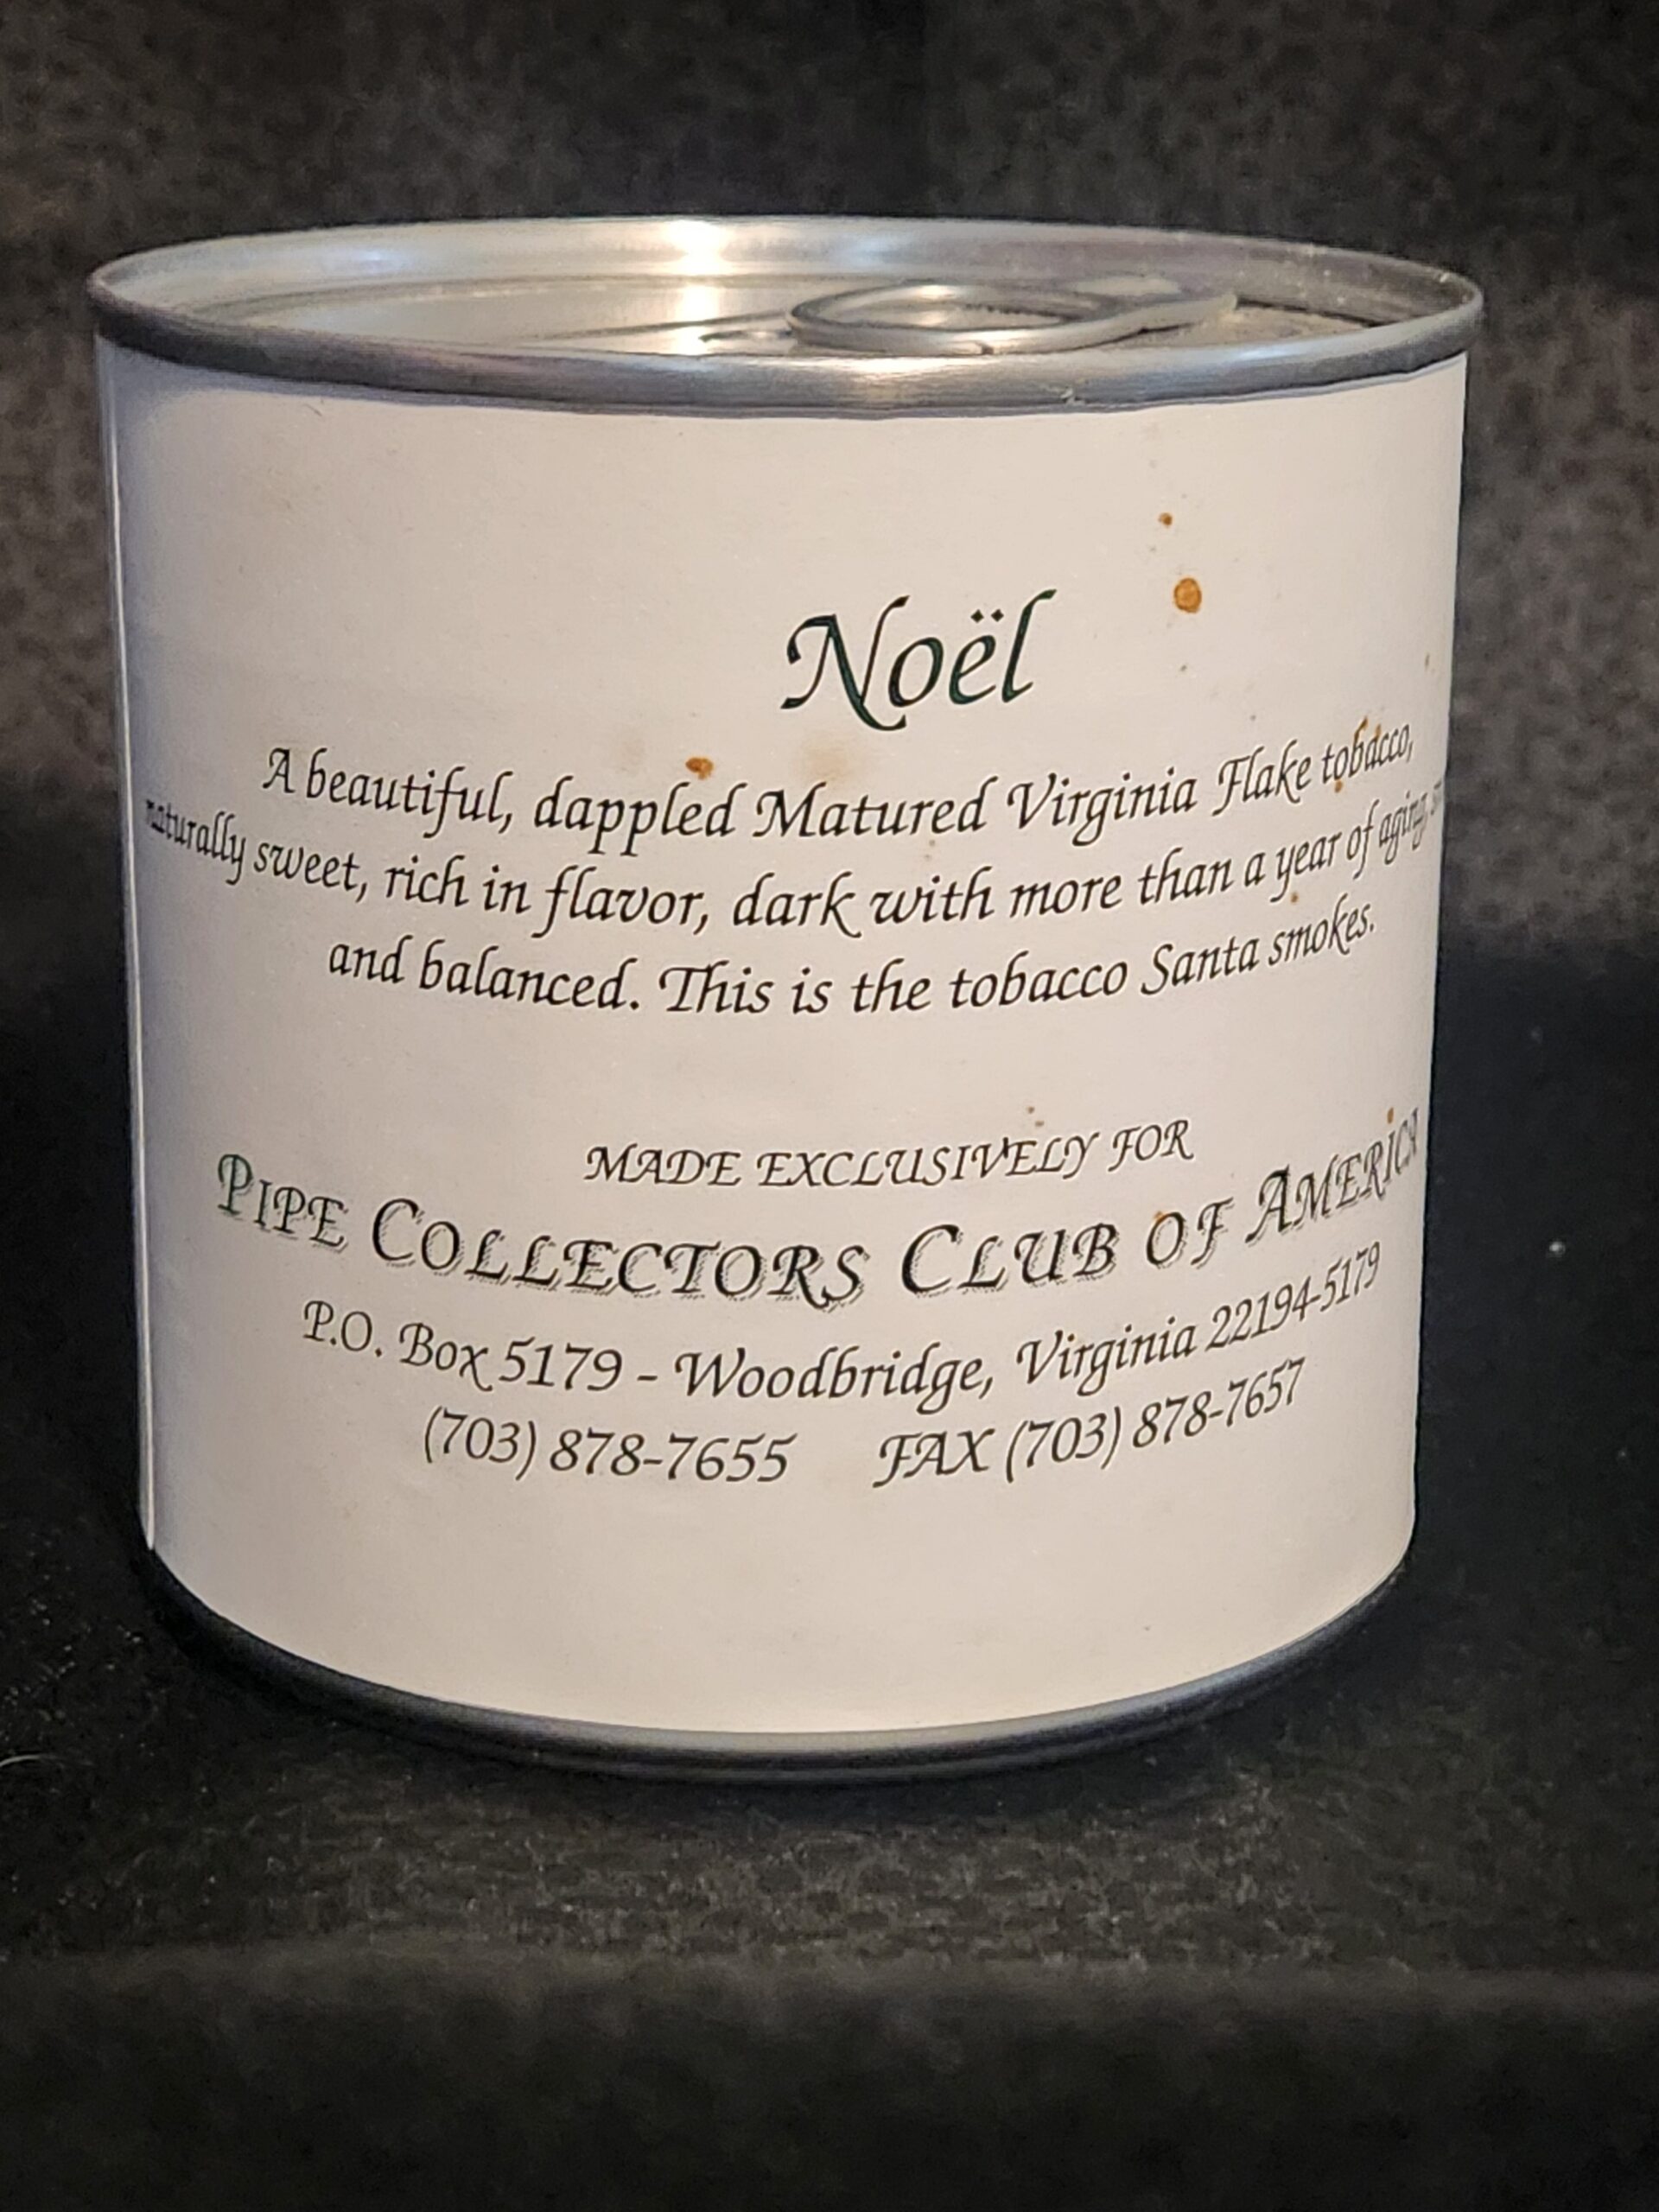 Noël
A beautiful, dappled Matured Virginia Flake tobacco,
naturally sweet, rich in flavor, dark with more than a year of aging,
and balanced. This is the tobacco Santa smokes.
MADE EXCLUSIVELY FOR
PIPE COLLECTORS CLUB OF AMERICA
P.O. Box 5179 - Woodbridge, Virginia 22194-5179
(703) 878-7655 FAX (703) 878-7657